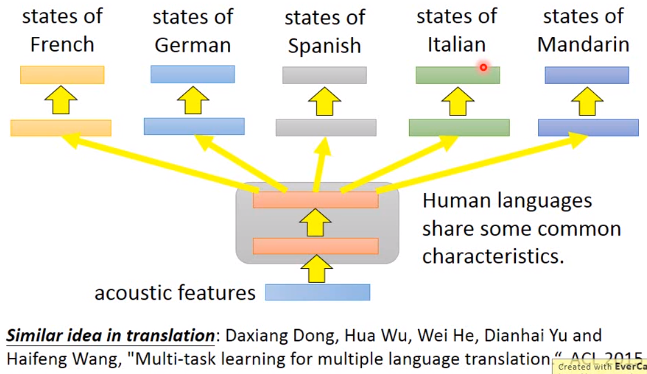 states of French
states of German
states of Spanish
states of Italian
states of Mandarin
Human languages
share some common
characteristics.
acoustic features
Similar idea in translation: Daxiang Dong, Hua Wu, Wei He, Dianhai Yu and
Haifeng Wang, "Multi-task learning for multiple language translation.“ ACL 2015
Created with EverCa